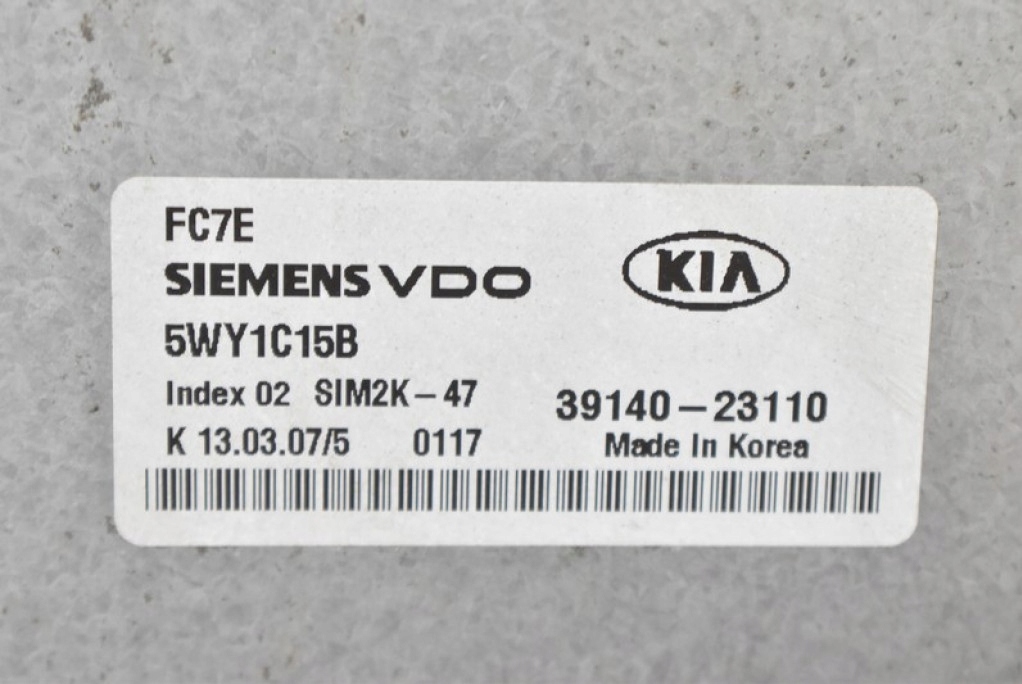 FC7E
SIEMENS VDO
KIA
5WY1C15B
Index 02 SIM2K-47
39140-23110
K 13.03.07/5 0117
Made In Korea